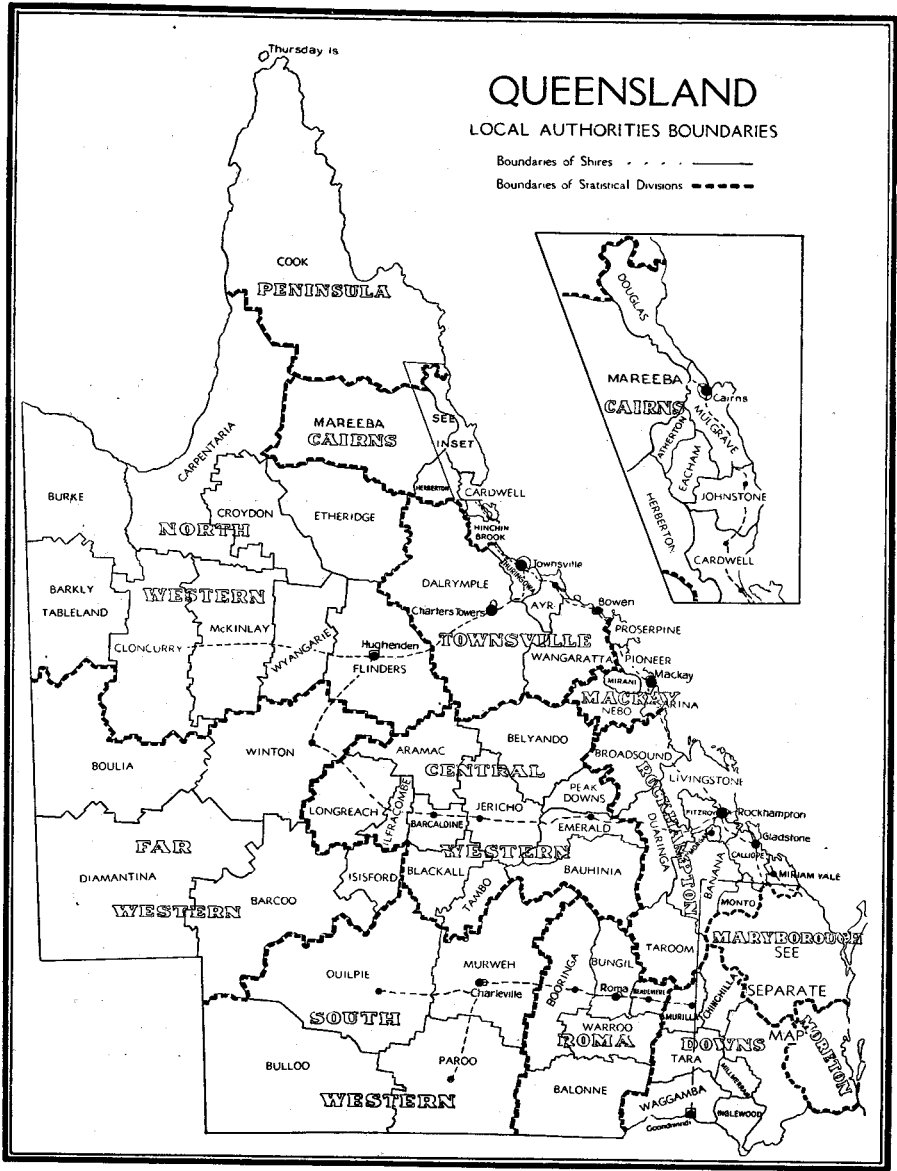 QUEENSLAND
LOCAL AUTHORITIES BOUNDARIES
Boundaries of Shires
Boundaries of Statistical Divisions
Thursday Is
COOK
PENINSULA
MAREEBA
CAIRNS
SEE
INSET
HERBERTON
CARDWELL
CARPENTARIA
BURKE
CROYDON
ETHERIDGE
NORTH
HINCHIN
BROOK
THURINGOWA
Townsville
DALRYMPLE
AYR
Bowen
BARKLY
TABLELAND
WESTERN
McKINLAY
Charters Towers
TOWNSVILLE
PROSERPINE
CLONCURRY
WYANGARIE
Hughenden
FLINDERS
WANGARATTA
PIONEER
MIRANI
Mackay
MACKAY
SARINA
NEBO
WINTON
BOULIA
ARAMAC
BELYANDO
BROADSOUND
CENTRAL
LIVINGSTONE
PEAK
DOWNS
LONGREACH
ILFRACOMBE
JERICHO
BARCALDINE
EMERALD
ROCKHAMPTON
FITZROY
Rockhampton
DUARINGA
Gladstone
CALLIOPE
FAR
WESTERN
DIAMANTINA
BARCOO
ISISFORD
BLACKALL
TAMBO
WESTERN
BAUHINIA
BANANA
MIRIAM VALE
MONTO
MARYBOROUGH
SEE
SEPARATE
MAP
TAROOM
QUILPIE
MURWEH
Charleville
BOORINGA
BUNGIL
Roma
BENDEMERE
MURILLA
CHINCHILLA
SOUTH
WARROO
ROMA
DOWNS
MORETON
TARA
BULLOO
PAROO
WESTERN
BALONNE
WAGGAMBA
MILLMERRAN
INGLEWOOD
Goondiwindi
DOUGLAS
MAREEBA
CAIRNS
Cairns
MULGRAVE
ATHERTON
EACHAM
JOHNSTONE
HERBERTON
CARDWELL